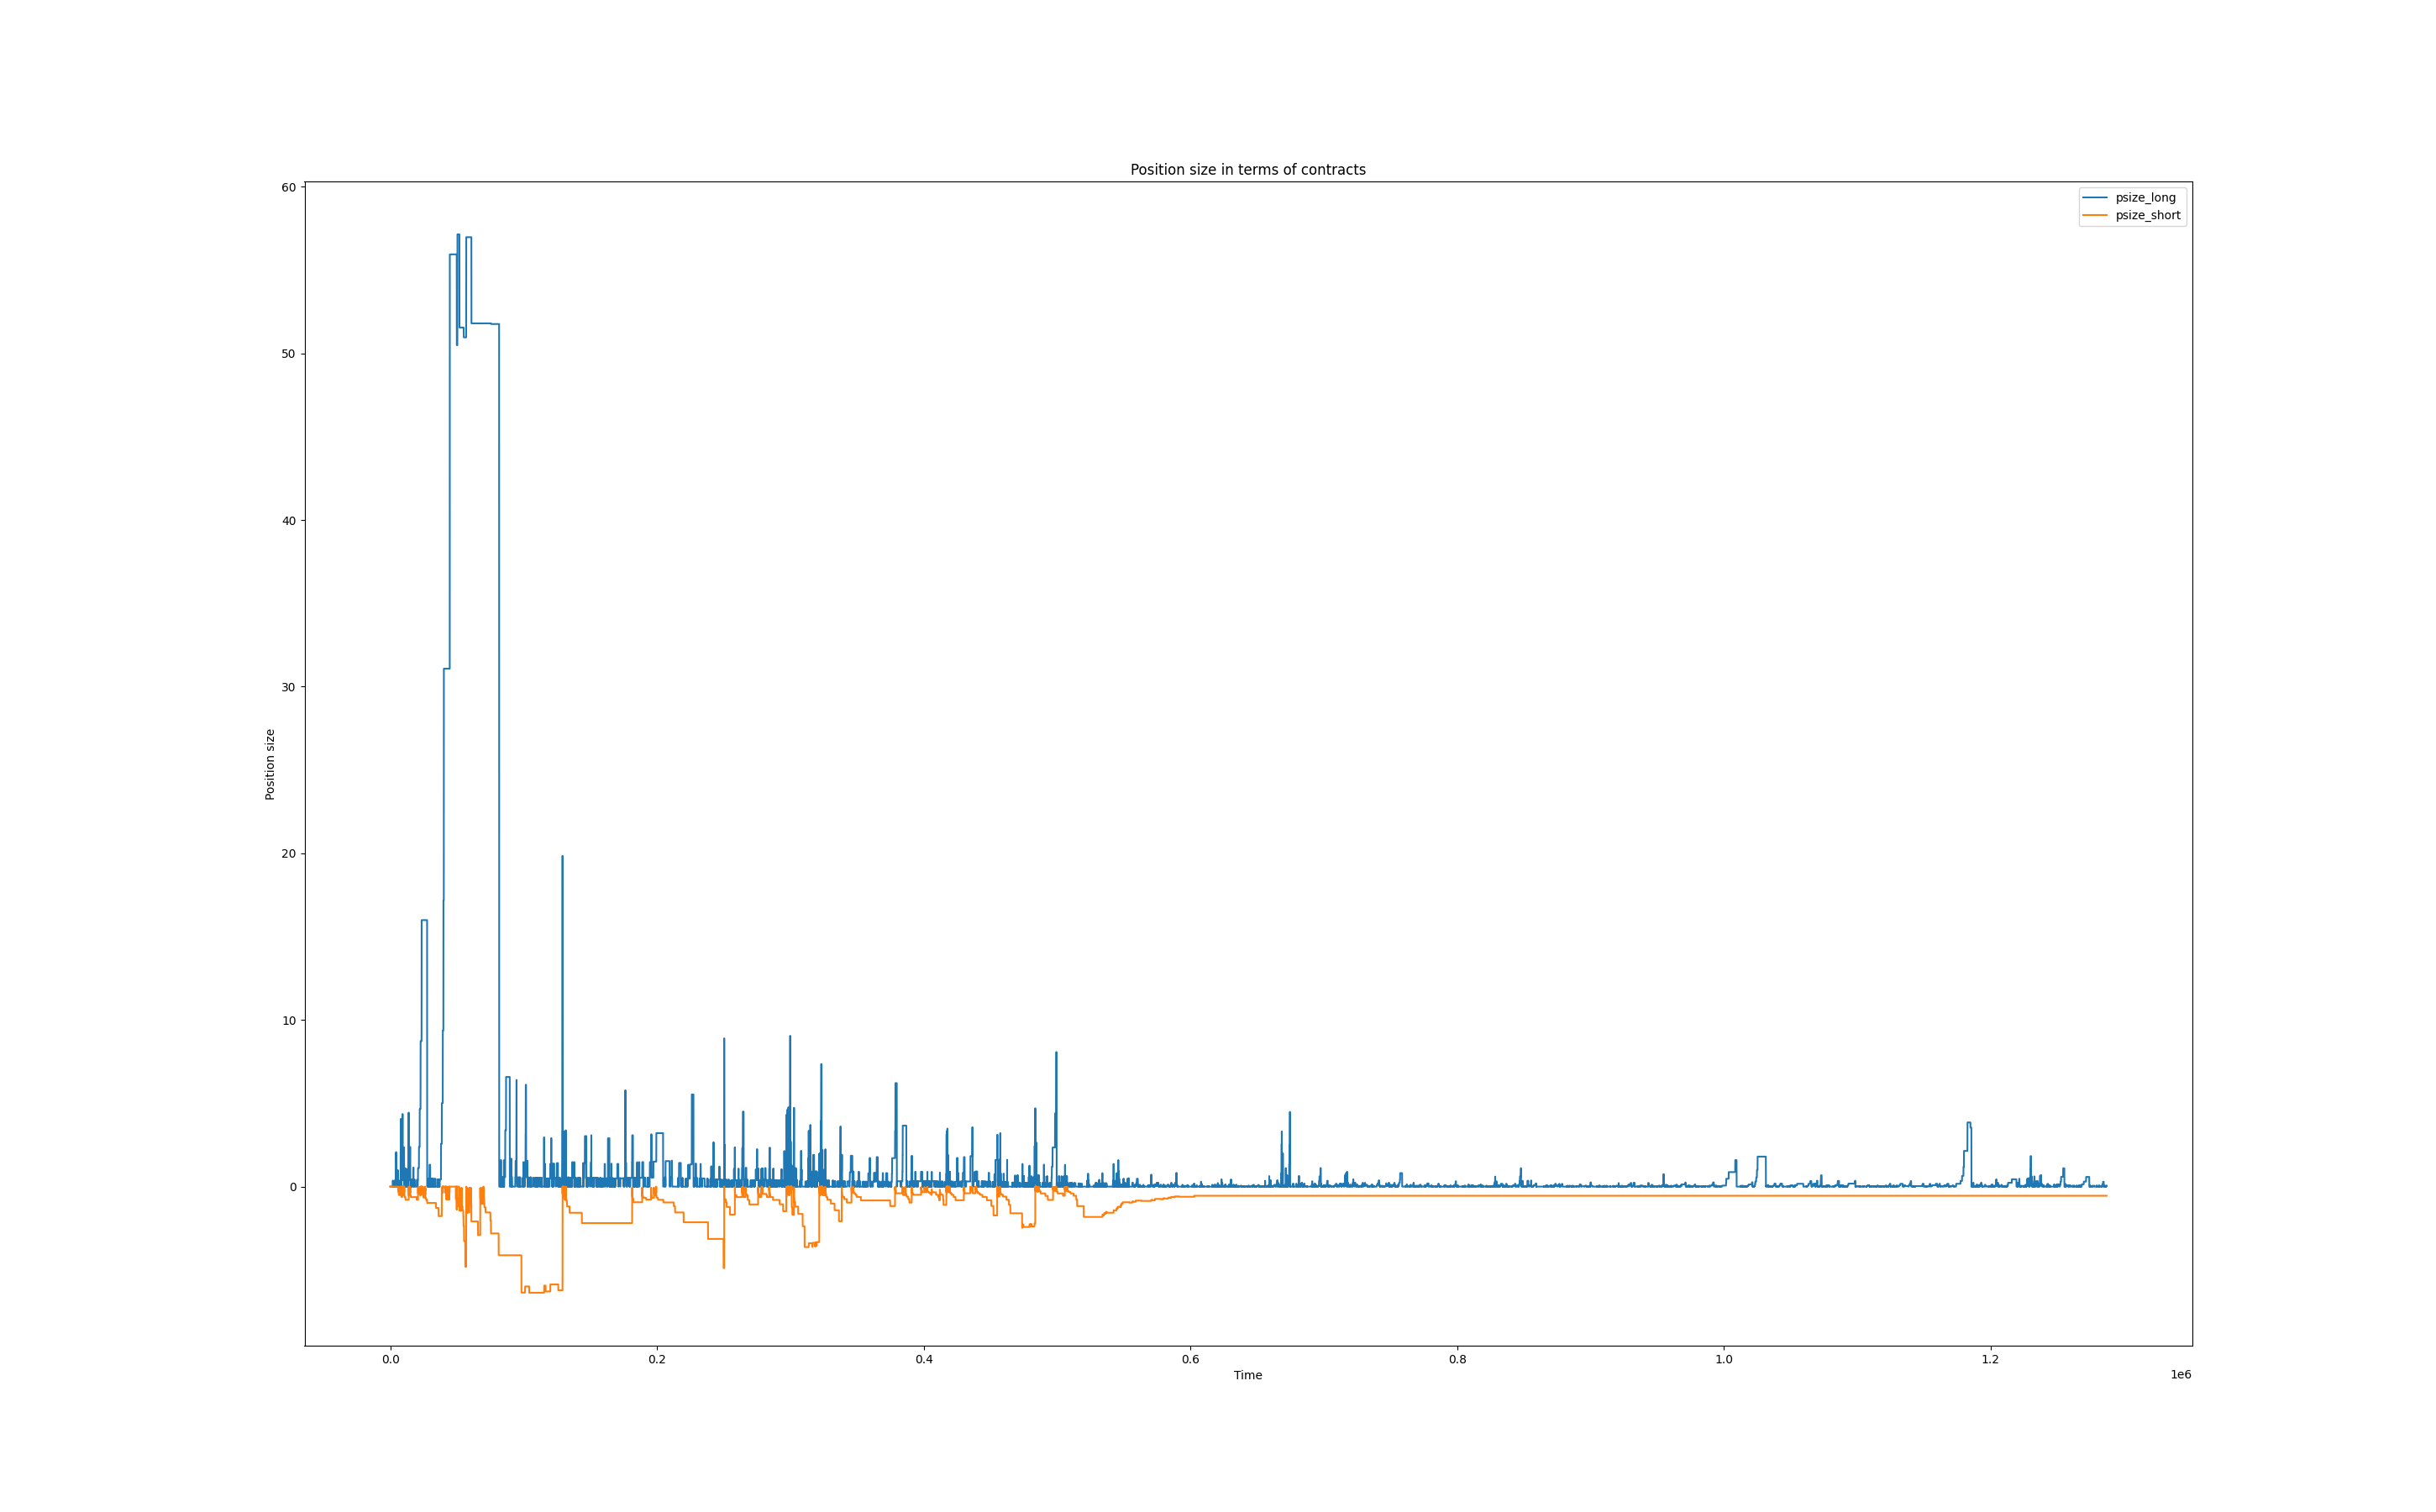 Position size in terms of contracts
psize_long
psize_short
Position size
60
50
40
30
20
10
0
0.0 0.2 0.4 0.6 0.8 1.0 1.2
Time
1e6